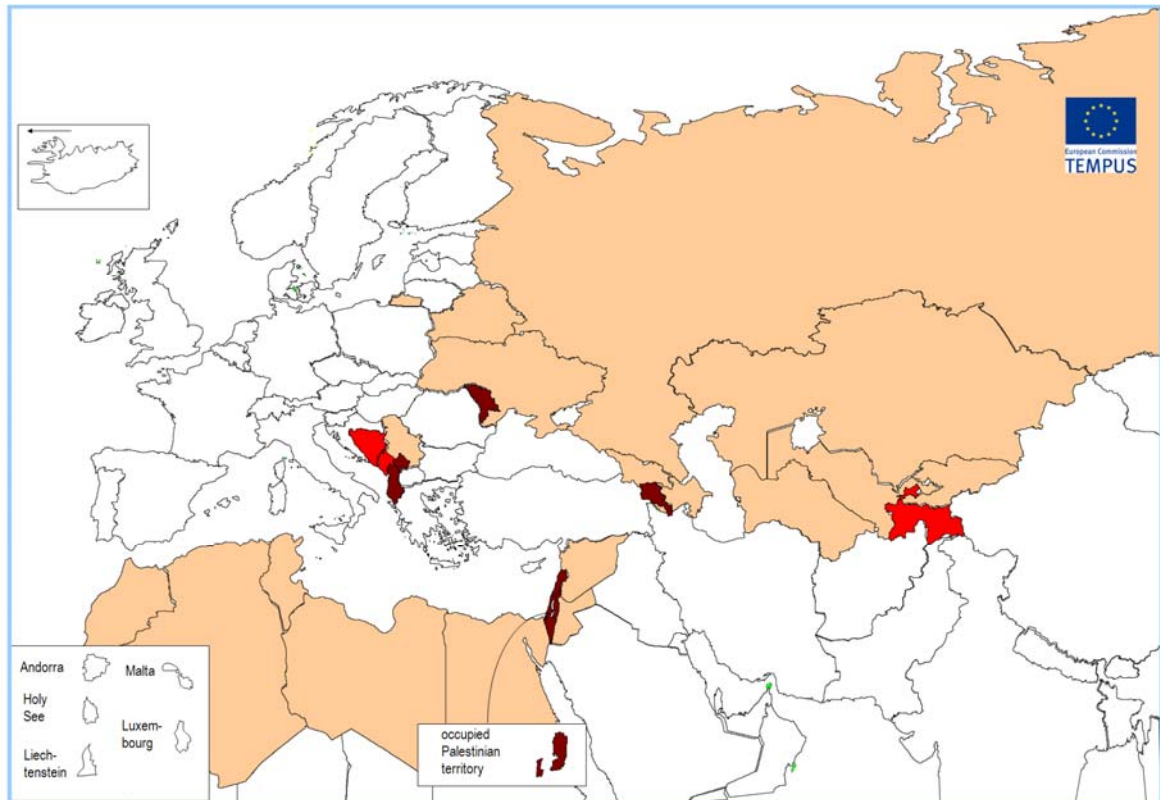 European Commission
TEMPUS
Andorra
Malta
Holy
See
Luxem-
bourg
Liech-
tenstein
occupied
Palestinian
territory